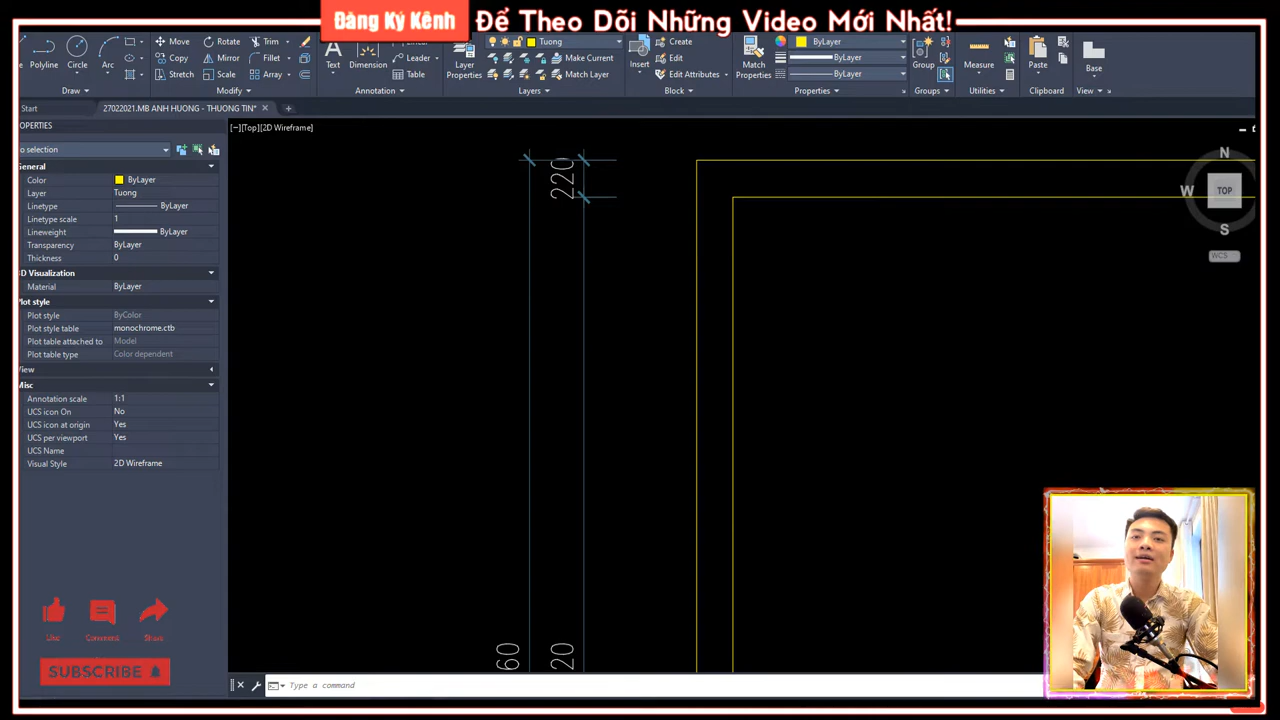 Đăng Ký Kênh Để Theo Dõi Những Video Mới Nhất!
Polyline Circle Arc Move Rotate Trim
Copy Mirror Fillet
Stretch Scale Array
Text Dimension Leader
Table
Layer Properties
Tuong
Make Current
Match Layer
Insert Create
Edit
Edit Attributes
Match Properties ByLayer
ByLayer
ByLayer
Group Measure Paste Base
Draw Modify Annotation Layers Block Properties Groups Utilities Clipboard View
Start 27022021.MB ANH HUONG - THUONG TIN*
[−][Top][2D Wireframe]
General
Color ByLayer
Layer Tuong
Linetype ByLayer
Linetype scale 1
Lineweight ByLayer
Transparency ByLayer
Thickness 0
Material ByLayer
Plot style
Plot style ByColor
Plot style table monochrome.ctb
Plot table attached to Model
Plot table type Color dependent
Misc
Annotation scale 1:1
UCS icon On No
UCS icon at origin Yes
UCS per viewport Yes
UCS Name
Visual Style 2D Wireframe
220
60
20
N
W TOP
S
WCS
Like Comment Share
SUBSCRIBE
Type a command